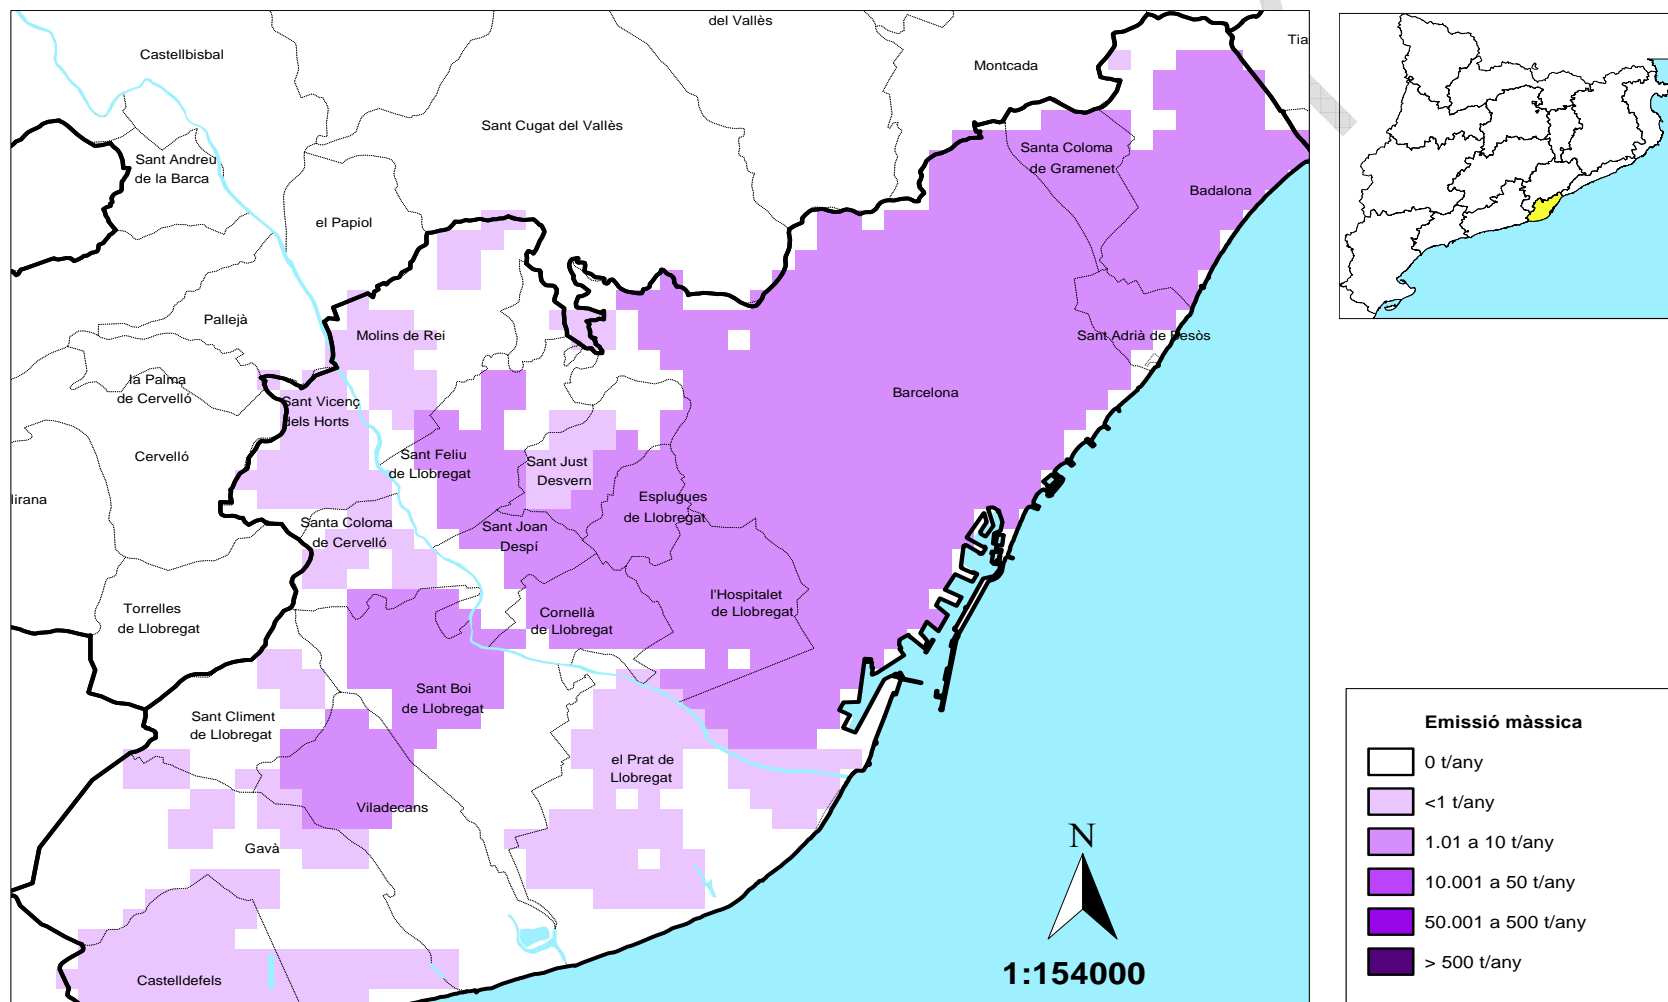 del Vallès
Tia
Castellbisbal
Montcada
Sant Cugat del Vallès
Sant Andreu
de la Barca
Santa Coloma
de Gramenet
Badalona
el Papiol
Pallejà
Molins de Rei
Sant Adrià de Besòs
la Palma
de Cervelló
Sant Vicenç
dels Horts
Barcelona
Cervelló
Sant Feliu
de Llobregat
Sant Just
Desvern
lirana
Esplugues
de Llobregat
Santa Coloma
de Cervelló
Sant Joan
Despí
Torrelles
de Llobregat
Cornellà
de Llobregat
l'Hospitalet
de Llobregat
Sant Boi
de Llobregat
Sant Climent
de Llobregat
el Prat de
Llobregat
Viladecans
Gavà
Castelldefels
N
1:154000
Emissió màssica
0 t/any
<1 t/any
1.01 a 10 t/any
10.001 a 50 t/any
50.001 a 500 t/any
> 500 t/any